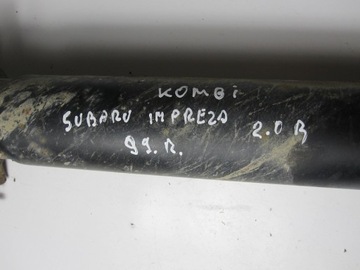 KOMBI
SUBARU IMPREZA
99.R. 2.0 B